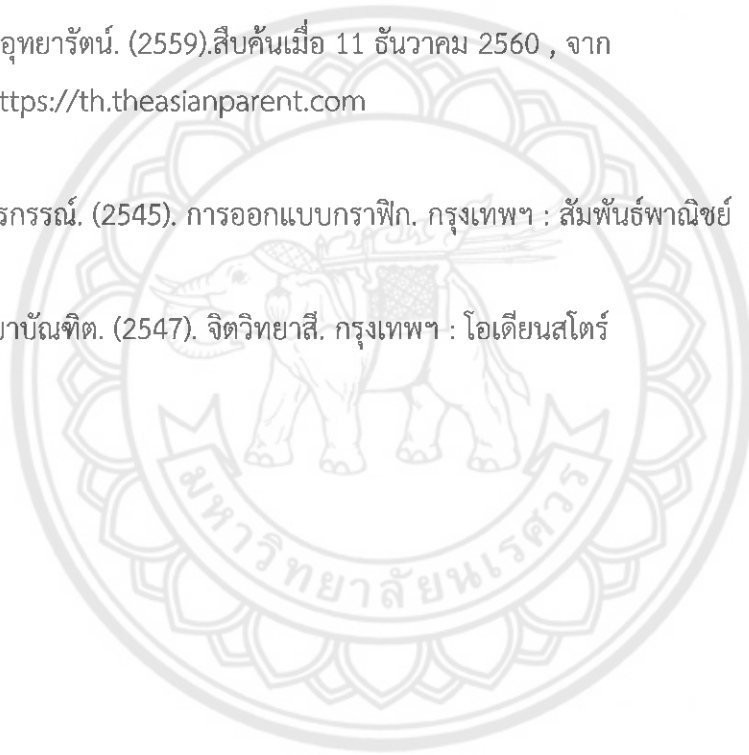 อุทยารัตน์. (2559).สืบค้นเมื่อ 11 ธันวาคม 2560 , จาก
ttps://th.theasianparent.com
รกรรณ์. (2545). การออกแบบกราฟิก. กรุงเทพฯ : สัมพันธ์พาณิชย์
ยาบัณฑิต. (2547). จิตวิทยาสี. กรุงเทพฯ : โอเดียนสโตร์
มหาวิทยาลัยนเรศวร